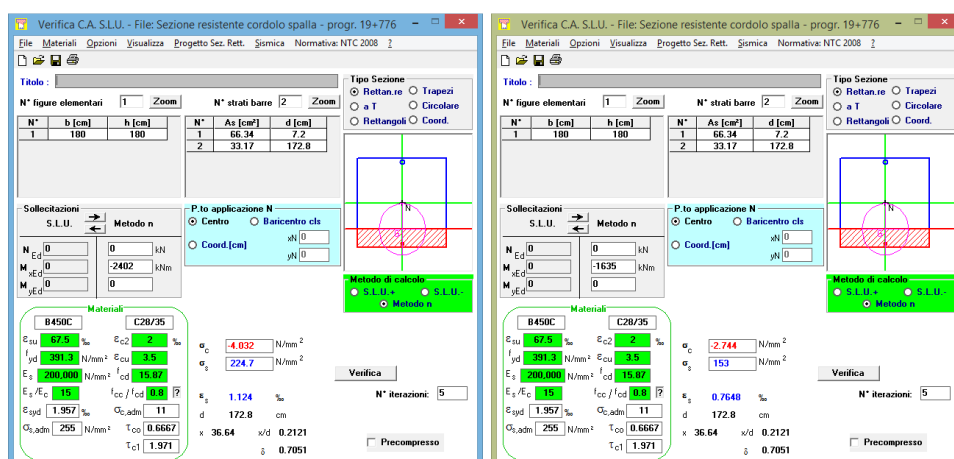 Verifica C.A. S.L.U. - File: Sezione resistente cordolo spalla - progr. 19+776
File Materiali Opzioni Visualizza Progetto Sez. Rett. Sismica Normativa: NTC 2008 ?
Titolo :
N° figure elementari 1 Zoom N° strati barre 2 Zoom
N° b [cm] h [cm]
1 180 180
N° As [cm²] d [cm]
1 66.34 7.2
2 33.17 172.8
Tipo Sezione
Rettan.re Trapezi
a T Circolare
Rettangoli Coord.
N
G
Sollecitazioni
S.L.U. Metodo n
N Ed 0 0 kN
M xEd 0 -2402 kNm
M yEd 0 0
P.to applicazione N
Centro Baricentro cls
Coord.[cm] xN 0
yN 0
Metodo di calcolo
S.L.U.+ S.L.U.-
Metodo n
Materiali
B450C C28/35
εsu 67.5 ‰ εc2 2 ‰
fyd 391.3 N/mm² εcu 3.5
Es 200,000 N/mm² fcd 15.87
Es/Ec 15 fcc / fcd 0.8 ?
εsyd 1.957 ‰ σc,adm 11
σs,adm 255 N/mm² τco 0.6667
τc1 1.971
σc -4.032 N/mm²
σs 224.7 N/mm²
εs 1.124 ‰
d 172.8 cm
x 36.64 x/d 0.2121
δ 0.7051
Verifica
N° iterazioni: 5
Precompresso
Verifica C.A. S.L.U. - File: Sezione resistente cordolo spalla - progr. 19+776
File Materiali Opzioni Visualizza Progetto Sez. Rett. Sismica Normativa: NTC 2008 ?
Titolo :
N° figure elementari 1 Zoom N° strati barre 2 Zoom
N° b [cm] h [cm]
1 180 180
N° As [cm²] d [cm]
1 66.34 7.2
2 33.17 172.8
Tipo Sezione
Rettan.re Trapezi
a T Circolare
Rettangoli Coord.
N
G
Sollecitazioni
S.L.U. Metodo n
N Ed 0 0 kN
M xEd 0 -1635 kNm
M yEd 0 0
P.to applicazione N
Centro Baricentro cls
Coord.[cm] xN 0
yN 0
Metodo di calcolo
S.L.U.+ S.L.U.-
Metodo n
Materiali
B450C C28/35
εsu 67.5 ‰ εc2 2 ‰
fyd 391.3 N/mm² εcu 3.5
Es 200,000 N/mm² fcd 15.87
Es/Ec 15 fcc / fcd 0.8 ?
εsyd 1.957 ‰ σc,adm 11
σs,adm 255 N/mm² τco 0.6667
τc1 1.971
σc -2.744 N/mm²
σs 153 N/mm²
εs 0.7648 ‰
d 172.8 cm
x 36.64 x/d 0.2121
δ 0.7051
Verifica
N° iterazioni: 5
Precompresso